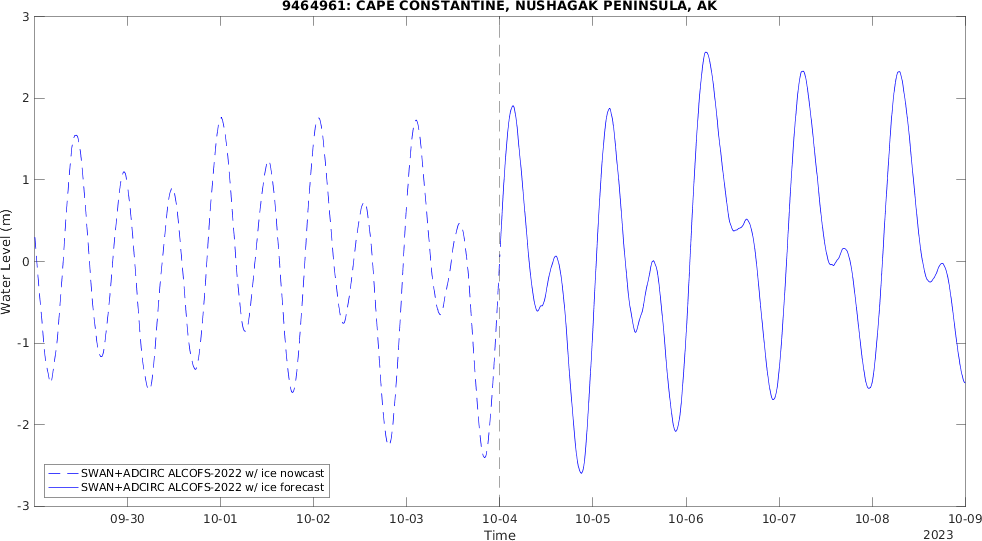 9464961: CAPE CONSTANTINE, NUSHAGAK PENINSULA, AK
Water Level (m)
3
2
1
0
-1
-2
-3
SWAN+ADCIRC ALCOFS-2022 w/ ice nowcast
SWAN+ADCIRC ALCOFS-2022 w/ ice forecast
09-30 10-01 10-02 10-03 10-04 10-05 10-06 10-07 10-08 10-09
Time
2023